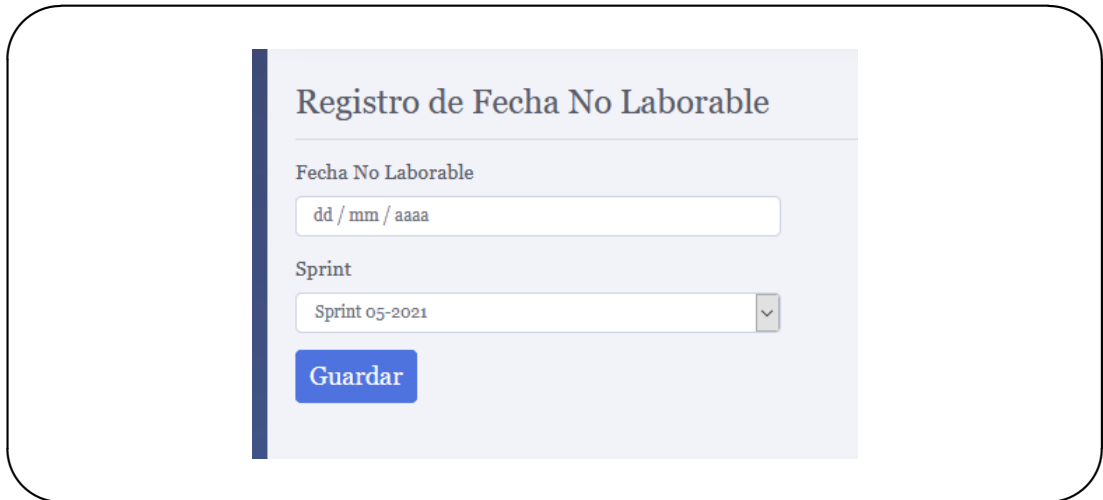 Registro de Fecha No Laborable
Fecha No Laborable
dd / mm / aaaa
Sprint
Sprint 05-2021
Guardar